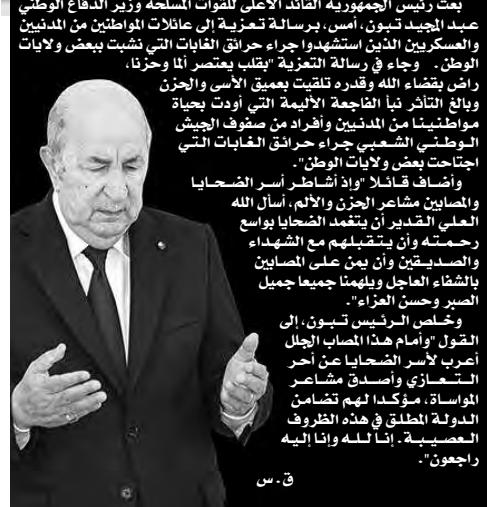 بعث رئيس الجمهورية القائد الأعلى للقوات المسلحة وزير الدفاع الوطني
عبد المجيد تبون، أمس، برسالة تعزية إلى عائلات المواطنين من المدنيين
والعسكريين الذين استشهدوا جراء حرائق الغابات التي نشبت ببعض ولايات
الوطن. وجاء في رسالة التعزية "بقلب يعتصر ألما وحزنا،
راض بقضاء الله وقدره تلقيت بعميق الأسى والحزن
وبالغ التأثر نبأ الفاجعة الأليمة التي أودت بحياة
مواطنينا من المدنيين وأفراد من صفوف الجيش
الوطني الشعبي جراء حرائق الغابات التي
اجتاحت بعض ولايات الوطن".
وأضاف قائلا "وإذ أشاطر أسر الضحايا
والمصابين مشاعر الحزن والألم، أسأل الله
العلي القدير أن يتغمد الضحايا بواسع
رحمته وأن يتقبلهم مع الشهداء
والصديقين وأن يمن على المصابين
بالشفاء العاجل ويلهمنا جميعا جميل
الصبر وحسن العزاء".
وخلص الرئيس تبون، إلى
القول "وأمام هذا المصاب الجلل
أعرب لأسر الضحايا عن أحر
التعازي وأصدق مشاعر
المواساة، مؤكدا لهم تضامن
الدولة المطلق في هذه الظروف
العصيبة. إنا لله وإنا إليه
راجعون".
ق. س